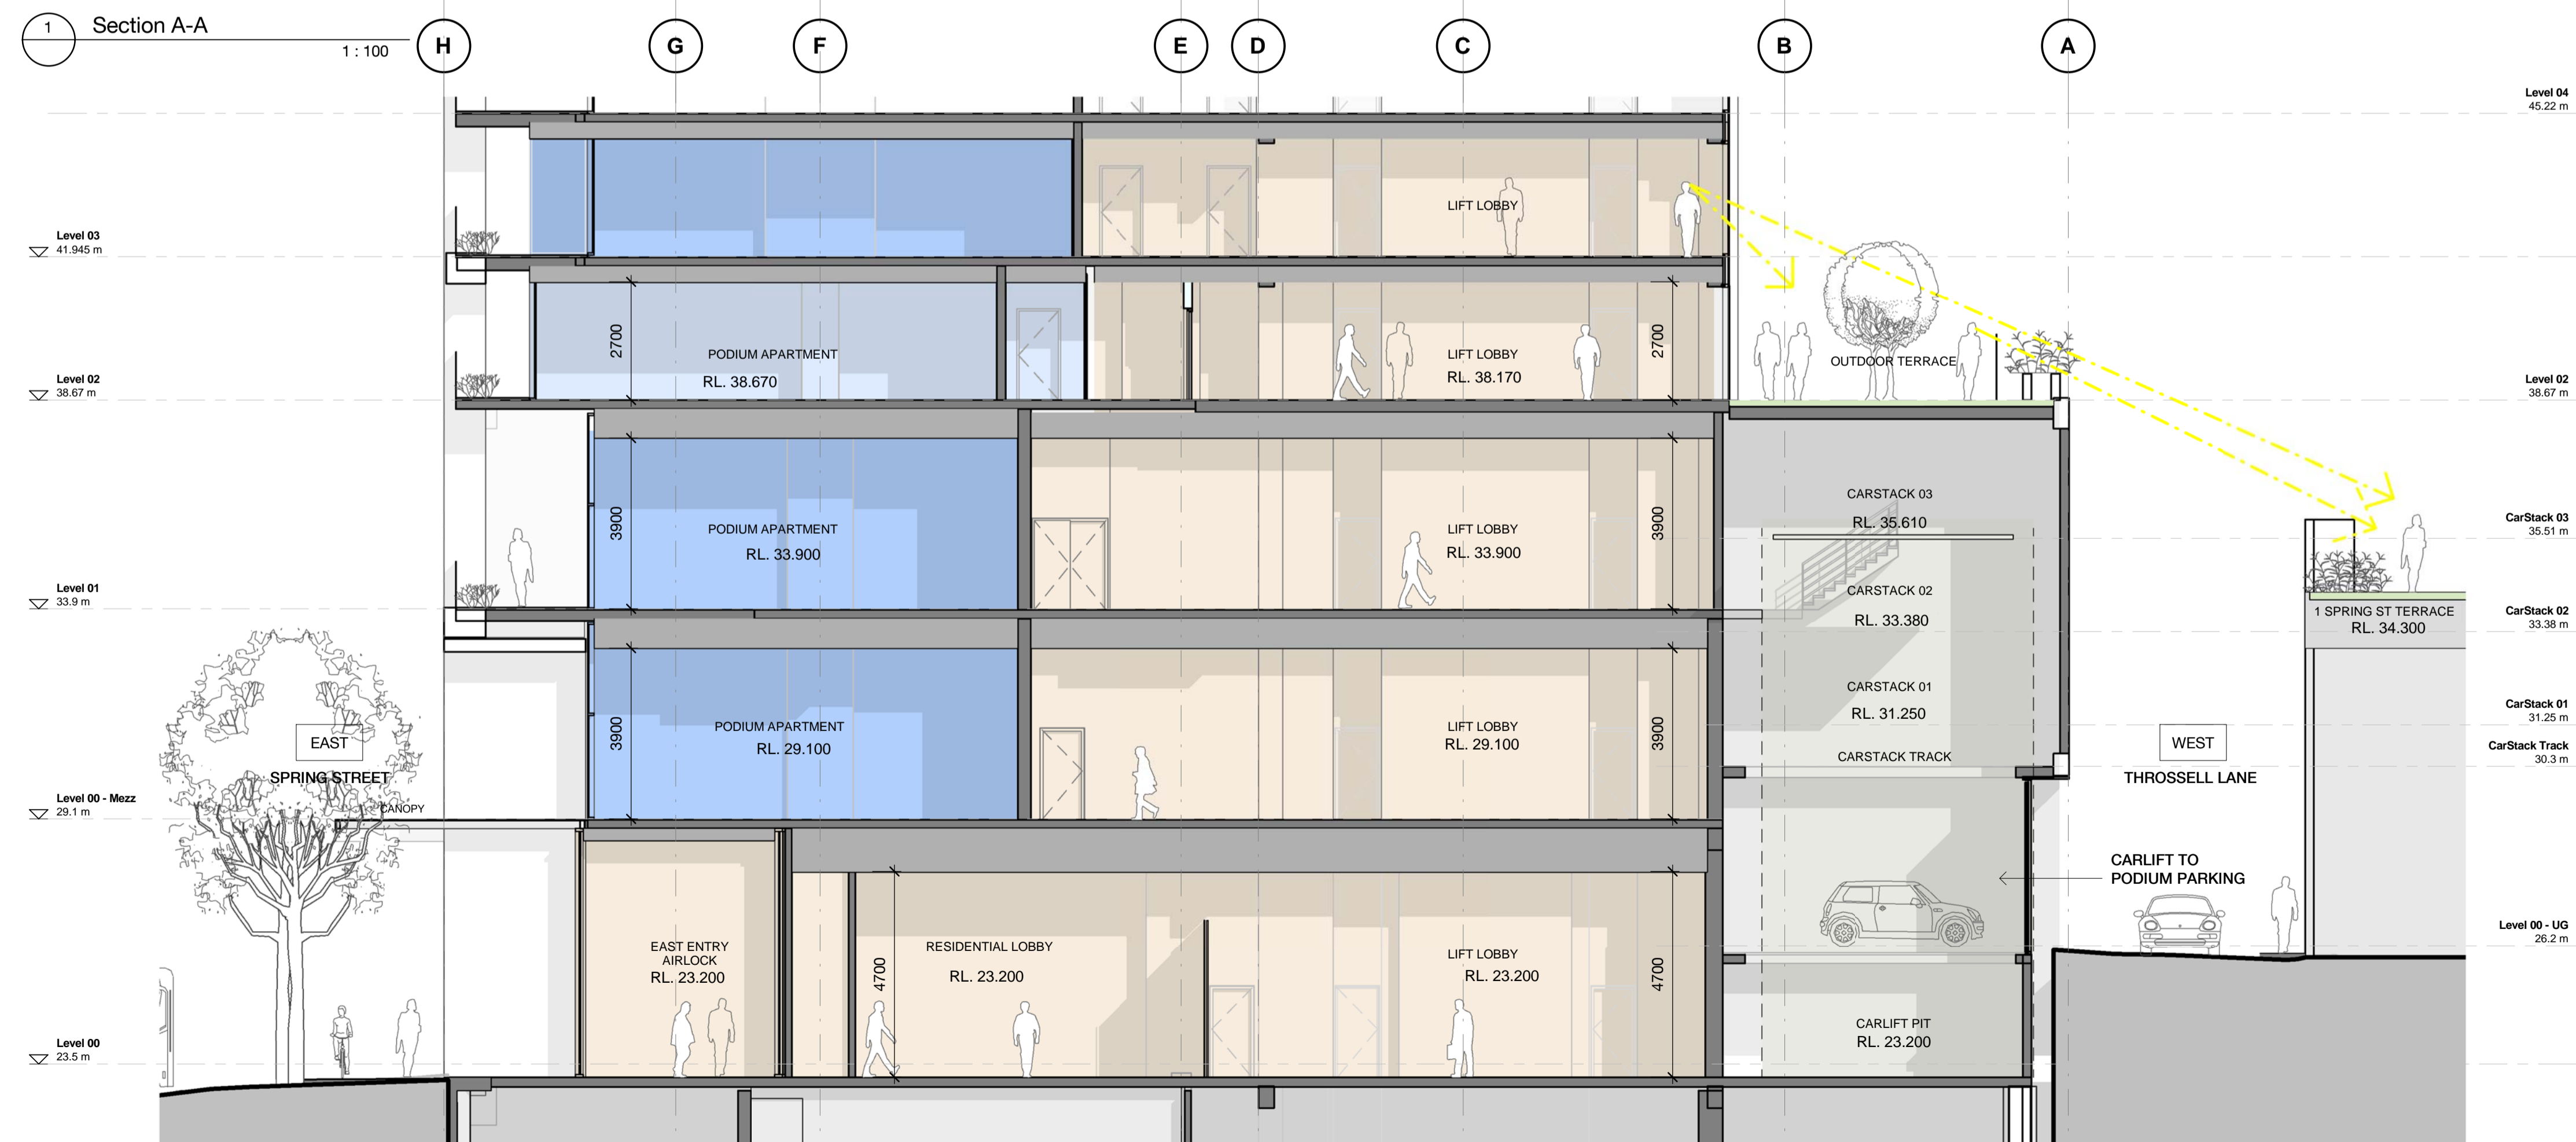 1
Section A-A
1 : 100
H
G
F
E
D
C
B
A
Level 04
45.22 m
Level 03
41.945 m
LIFT LOBBY
2700
PODIUM APARTMENT
RL. 38.670
LIFT LOBBY
RL. 38.170
2700
OUTDOOR TERRACE
Level 02
38.67 m
Level 02
38.67 m
3900
PODIUM APARTMENT
RL. 33.900
LIFT LOBBY
RL. 33.900
3900
CARSTACK 03
RL. 35.610
CarStack 03
35.51 m
Level 01
33.9 m
CARSTACK 02
RL. 33.380
1 SPRING ST TERRACE
RL. 34.300
CarStack 02
33.38 m
3900
PODIUM APARTMENT
RL. 29.100
LIFT LOBBY
RL. 29.100
3900
CARSTACK 01
RL. 31.250
CARSTACK TRACK
CarStack 01
31.25 m
CarStack Track
30.3 m
EAST
SPRING STREET
CANOPY
WEST
THROSSELL LANE
Level 00 - Mezz
29.1 m
CARLIFT TO
PODIUM PARKING
EAST ENTRY
AIRLOCK
RL. 23.200
4700
RESIDENTIAL LOBBY
RL. 23.200
LIFT LOBBY
RL. 23.200
4700
Level 00 - UG
26.2 m
CARLIFT PIT
RL. 23.200
Level 00
23.5 m